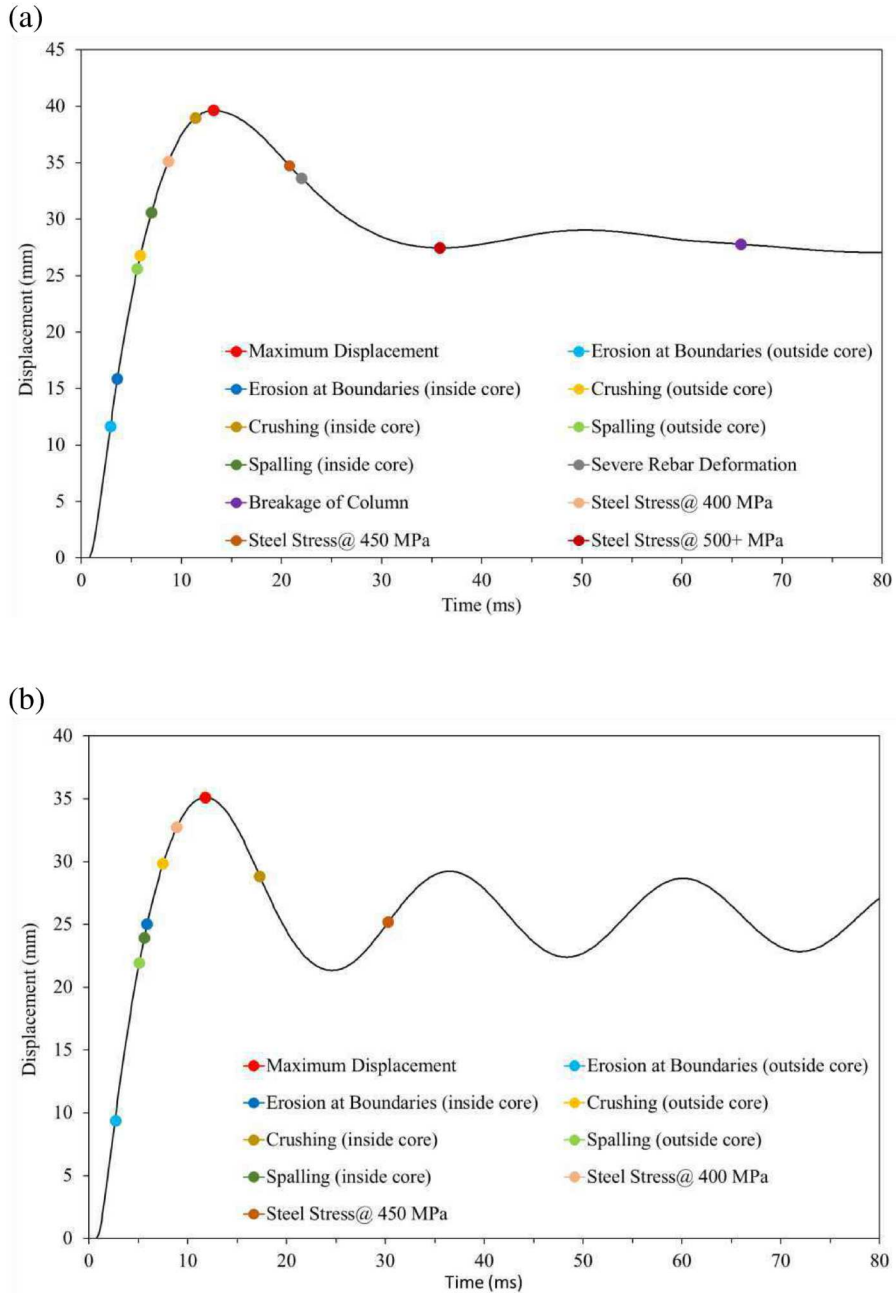 (a)
45
40
35
30
25
20
15
10
5
0
Displacement (mm)
Maximum Displacement Erosion at Boundaries (outside core)
Erosion at Boundaries (inside core) Crushing (outside core)
Crushing (inside core) Spalling (outside core)
Spalling (inside core) Severe Rebar Deformation
Breakage of Column Steel Stress@ 400 MPa
Steel Stress@ 450 MPa Steel Stress@ 500+ MPa
0 10 20 30 40 50 60 70 80
Time (ms)
(b)
40
35
30
25
20
15
10
5
0
Displacement (mm)
Maximum Displacement Erosion at Boundaries (outside core)
Erosion at Boundaries (inside core) Crushing (outside core)
Crushing (inside core) Spalling (outside core)
Spalling (inside core) Steel Stress@ 400 MPa
Steel Stress@ 450 MPa
0 10 20 30 40 50 60 70 80
Time (ms)